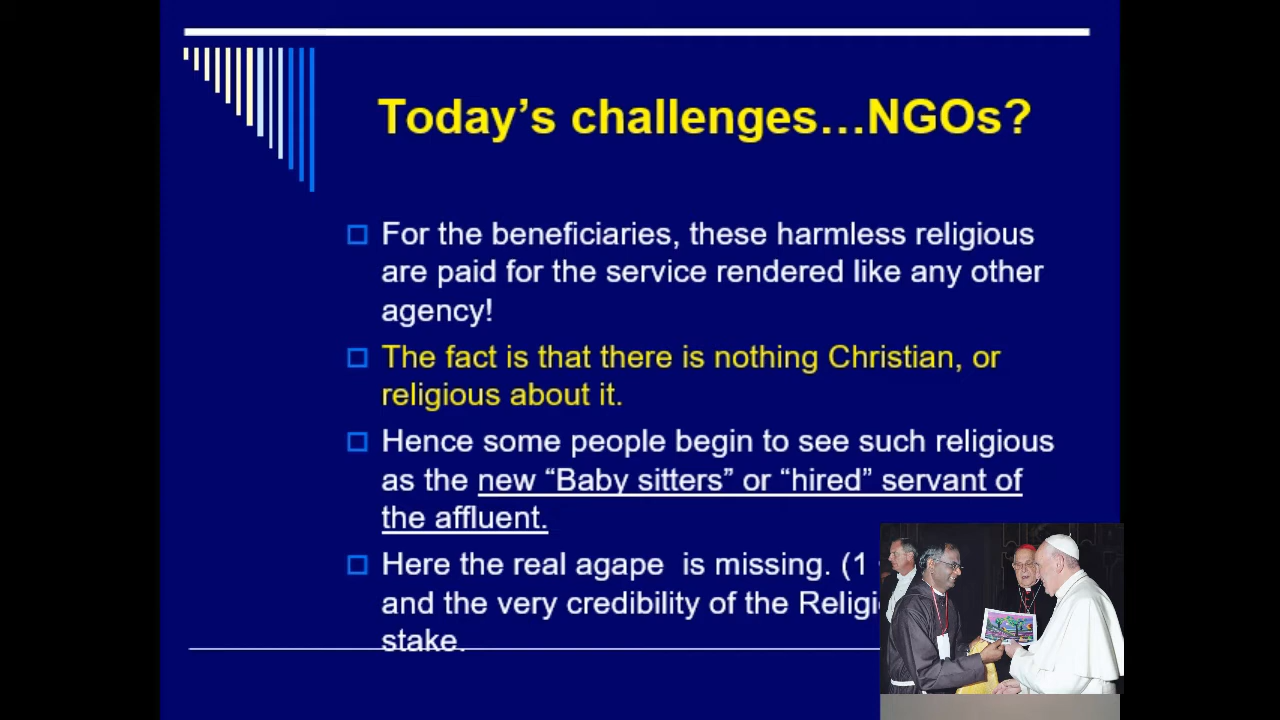 Today’s challenges…NGOs?
For the beneficiaries, these harmless religious
are paid for the service rendered like any other
agency!
The fact is that there is nothing Christian, or
religious about it.
Hence some people begin to see such religious
as the new “Baby sitters” or “hired” servant of
the affluent.
Here the real agape is missing. (1
and the very credibility of the
stake.